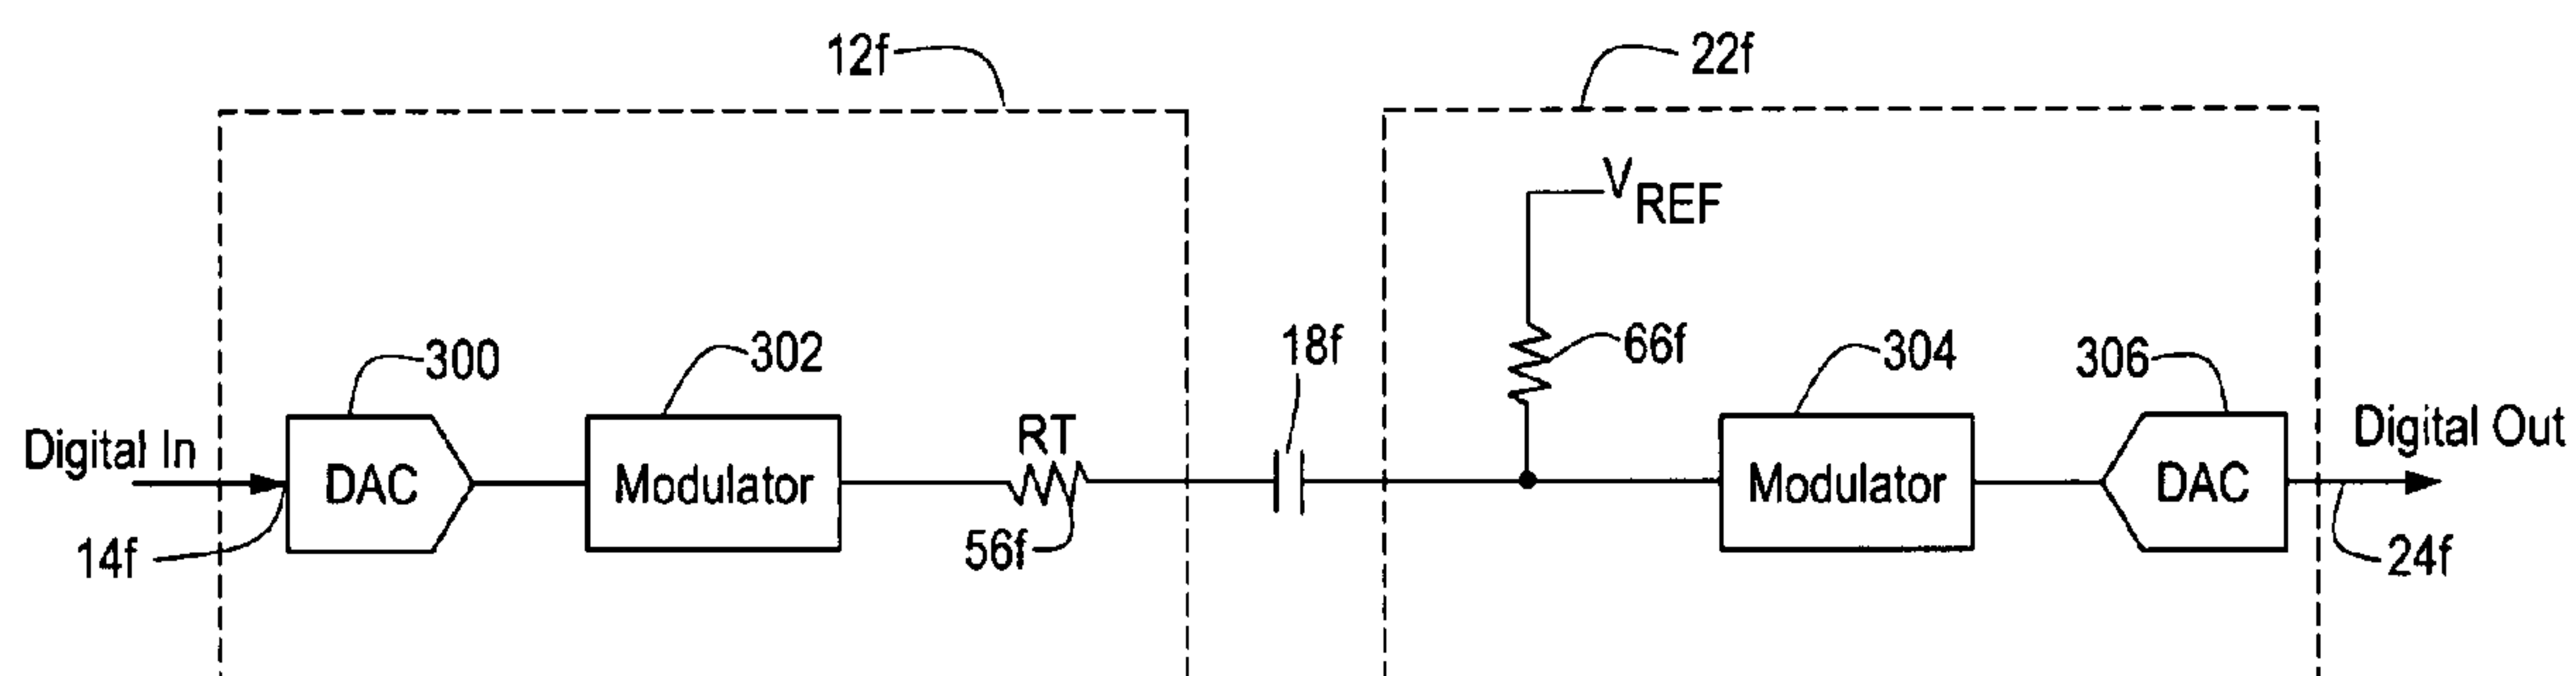 12f
22f
V REF
300
302
18f
66f
304
306
Digital In
DAC
Modulator
RT
Modulator
DAC
Digital Out
14f
56f
24f